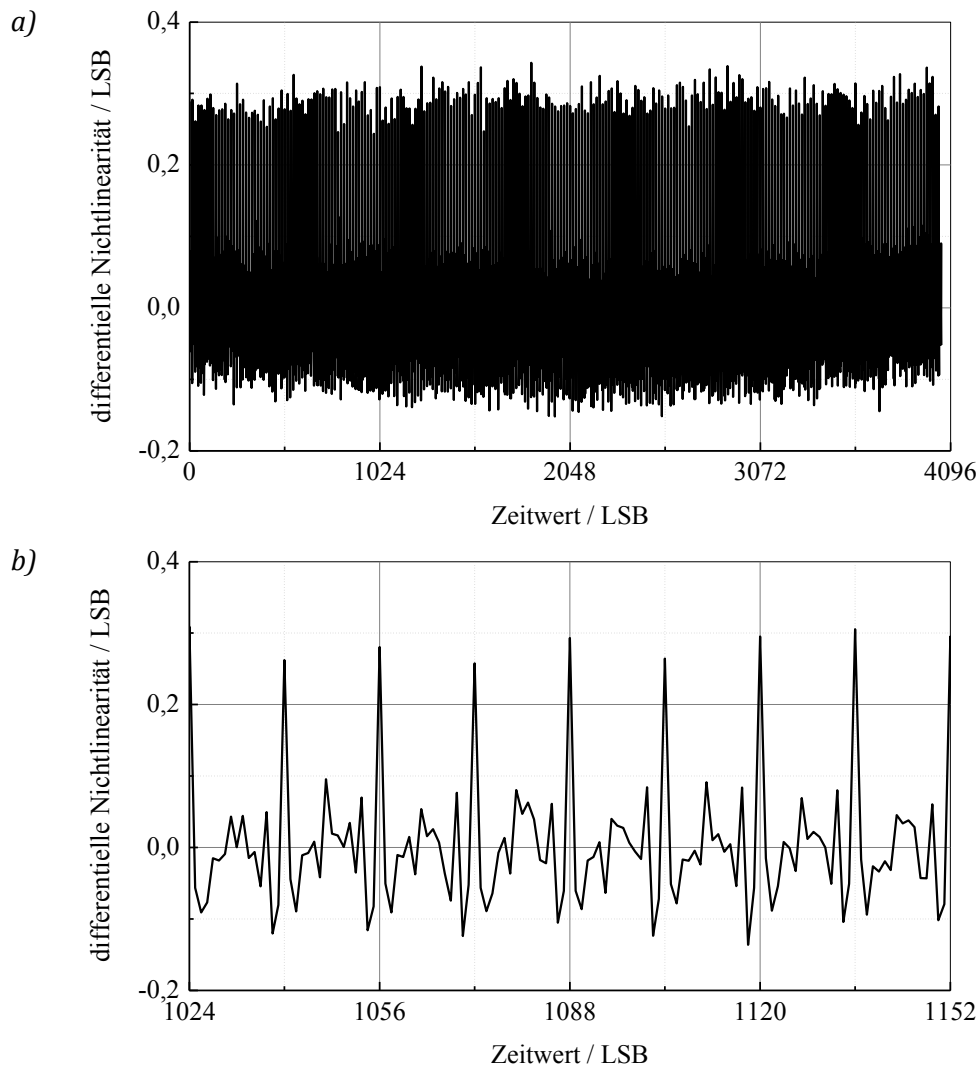 a)
0,4
0,2
0,0
-0,2
differentielle Nichtlinearität / LSB
0 1024 2048 3072 4096
Zeitwert / LSB
b)
0,4
0,2
0,0
-0,2
differentielle Nichtlinearität / LSB
1024 1056 1088 1120 1152
Zeitwert / LSB